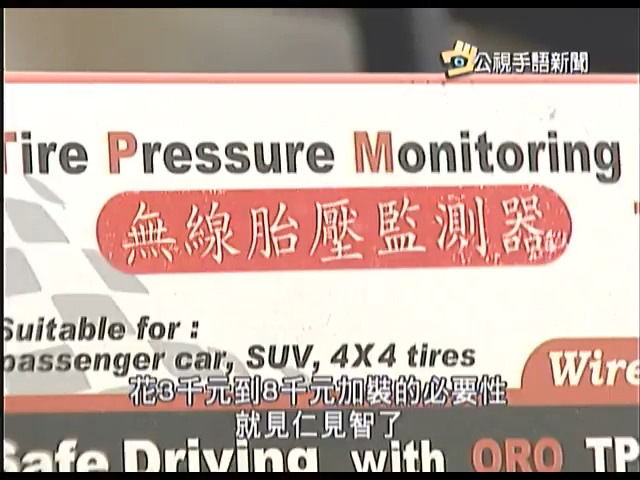 公視手語新聞
Tire Pressure Monitoring
無線胎壓監測器
Suitable for :
passenger car, SUV, 4X4 tires
Wire
花3千元到8千元加裝的必要性
就見仁見智了
Safe Driving with ORO TP